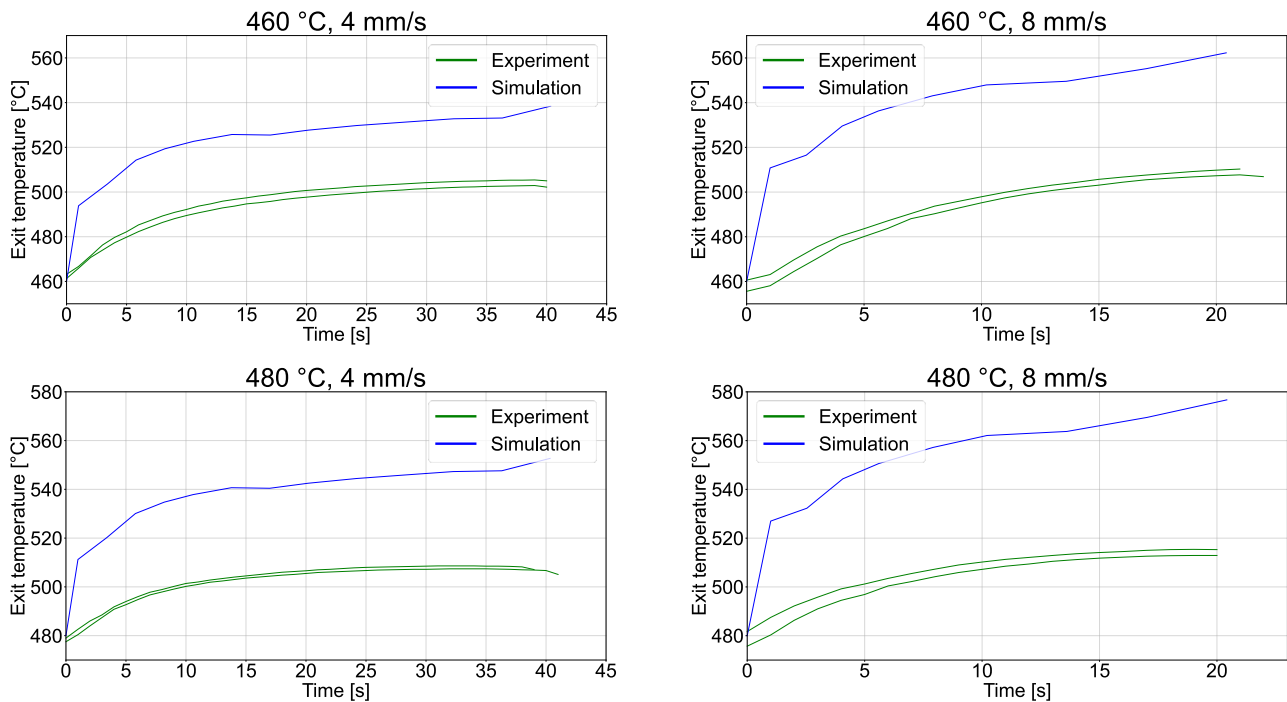 460 °C, 4 mm/s
Exit temperature [°C]
560
540
520
500
480
460
Experiment
Simulation
0 5 10 15 20 25 30 35 40 45
Time [s]
460 °C, 8 mm/s
Exit temperature [°C]
560
540
520
500
480
460
Experiment
Simulation
0 5 10 15 20
Time [s]
480 °C, 4 mm/s
Exit temperature [°C]
580
560
540
520
500
480
Experiment
Simulation
0 5 10 15 20 25 30 35 40 45
Time [s]
480 °C, 8 mm/s
Exit temperature [°C]
580
560
540
520
500
480
Experiment
Simulation
0 5 10 15 20
Time [s]